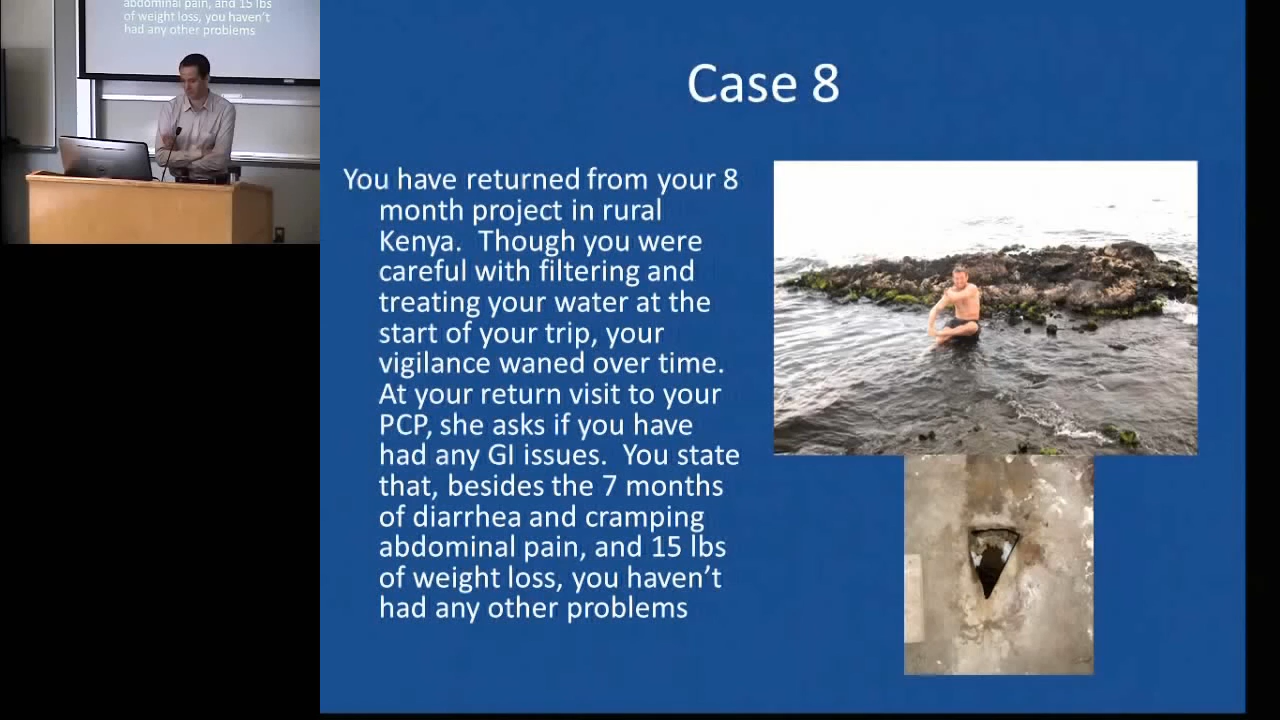 abdominal pain, and 15 lbs
of weight loss, you haven't
had any other problems
Case 8
You have returned from your 8
month project in rural
Kenya. Though you were
careful with filtering and
treating your water at the
start of your trip, your
vigilance waned over time.
At your return visit to your
PCP, she asks if you have
had any GI issues. You state
that, besides the 7 months
of diarrhea and cramping
abdominal pain, and 15 lbs
of weight loss, you haven't
had any other problems